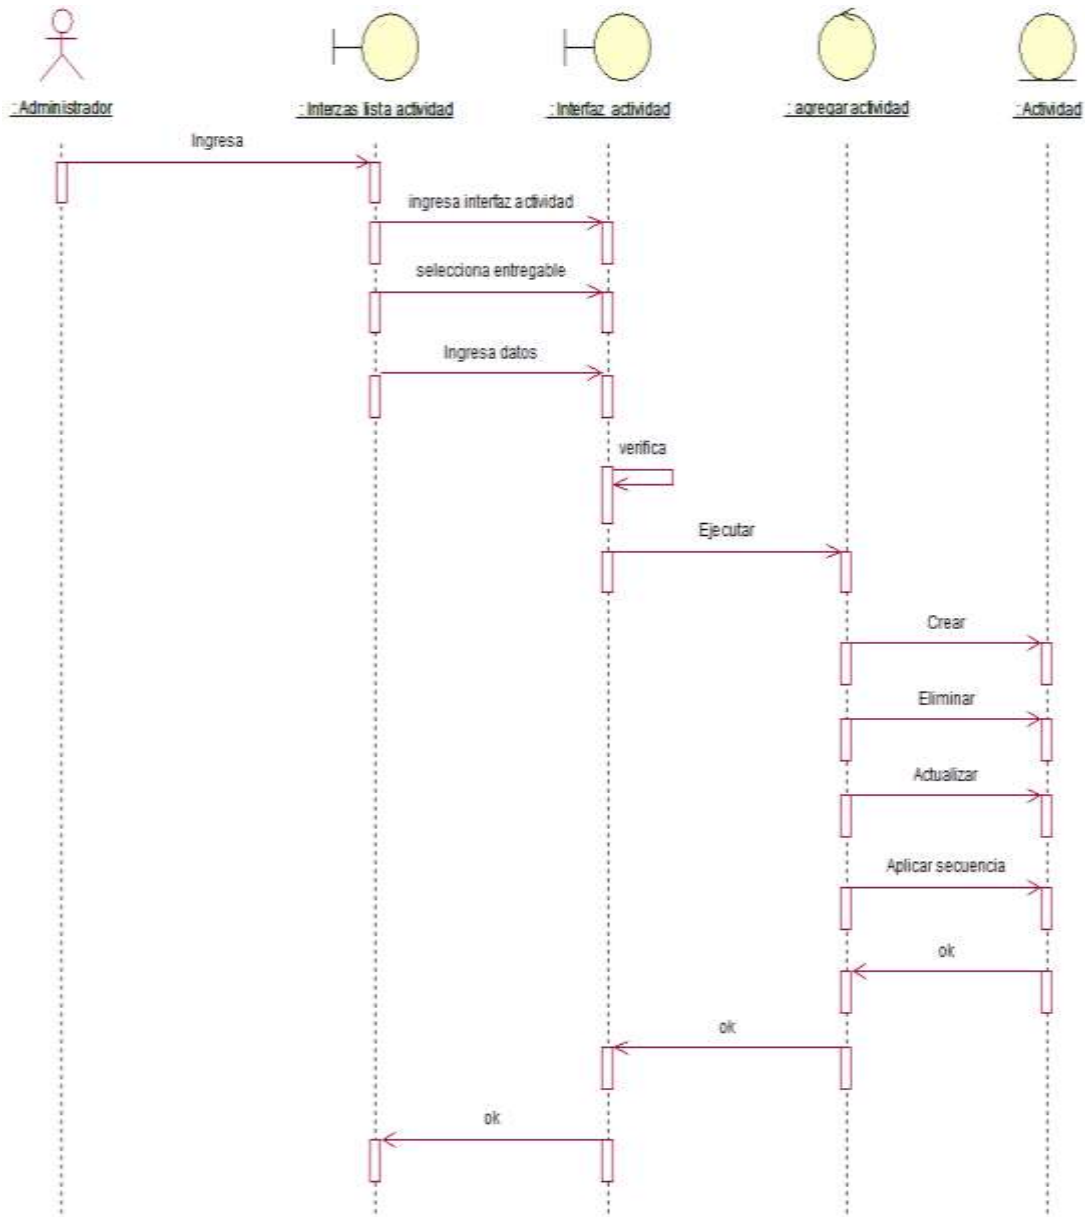 : Administrador
: Interzas lista actividad
: Interfaz actividad
: agregar actividad
: Actividad
Ingresa
ingresa interfaz actividad
selecciona entregable
Ingresa datos
verifica
Ejecutar
Crear
Eliminar
Actualizar
Aplicar secuencia
ok
ok
ok